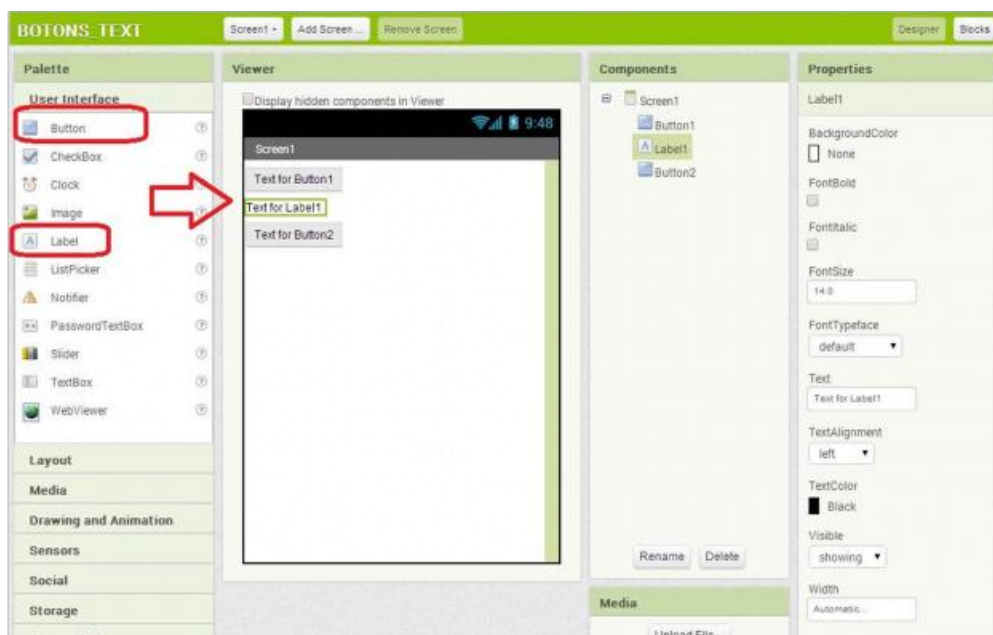 BOTONS_TEXT
Screen1
Add Screen ...
Remove Screen
Designer
Blocks
Palette
User Interface
Button
CheckBox
Clock
Image
Label
ListPicker
Notifier
PasswordTextBox
Slider
TextBox
WebViewer
Layout
Media
Drawing and Animation
Sensors
Social
Storage
Viewer
Display hidden components in Viewer
9:48
Screen1
Text for Button1
Text for Label1
Text for Button2
Components
Screen1
Button1
Label1
Button2
Rename
Delete
Media
Upload File ...
Properties
Label1
BackgroundColor
None
FontBold
FontItalic
FontSize
14.0
FontTypeface
default
Text
Text for Label1
TextAlignment
left
TextColor
Black
Visible
showing
Width
Automatic...